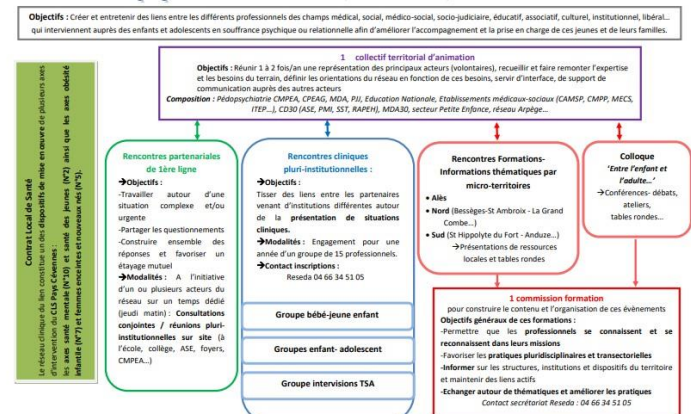 Objectifs : Créer et entretenir des liens entre les différents professionnels des champs médical, social, médico-social, socio-judiciaire, éducatif, associatif, culturel, institutionnel, libéral...
qui interviennent auprès des enfants et adolescents en souffrance psychique ou relationnelle afin d'améliorer l'accompagnement et la prise en charge de ces jeunes et de leurs familles.
Contrat Local de Santé
Le réseau clinique du lien constitue un des dispositifs de mise en œuvre de plusieurs axes
d'intervention du CLS Pays Cévennes :
les axes santé mentale (N°10) et santé des jeunes (N°2) ainsi que les axes obésité
infantile (N°7) et femmes enceintes et nouveaux nés (N°5).
1 collectif territorial d'animation
Objectifs : Réunir 1 à 2 fois/an une représentation des principaux acteurs (volontaires), recueillir et faire remonter l'expertise
et les besoins du terrain, définir les orientations du réseau en fonction de ces besoins, servir d'interface, de support de
communication auprès des autres acteurs
Composition : Pédopsychiatrie CMPEA, CPEAG, MDA, PJJ, Education Nationale, Etablissements médicaux-sociaux (CAMSP, CMPP, MECS,
ITEP...), CD30 (ASE, PMI, SST, RAPEH), MDA30, secteur Petite Enfance, réseau Arpège...
Rencontres partenariales
de 1ère ligne
➔Objectifs :
-Travailler autour d'une
situation complexe et/ou
urgente
-Partager les questionnements
-Construire ensemble des
réponses et favoriser un
étayage mutuel
➔Modalités : A l'initiative
d'un ou plusieurs acteurs du
réseau sur un temps dédié
(jeudi matin) : Consultations
conjointes / réunions pluri-
institutionnelles sur site (à
l'école, collège, ASE, foyers,
CMPEA...)
Rencontres cliniques
pluri-institutionnelles :
➔Objectifs :
Tisser des liens entre les partenaires
venant d'institutions différentes autour
de la présentation de situations
cliniques.
➔Modalités : Engagement pour une
année d'un groupe de 15 professionnels.
➔Contact inscriptions :
Reseda 04 66 34 51 05
Groupe bébé-jeune enfant
Groupes enfant- adolescent
Groupe intervisions TSA
Rencontres Formations-
Informations thématiques par
micro-territoires
• Alès
• Nord (Bessèges-St Ambroix - La Grand
Combe...)
• Sud (St Hippolyte du Fort - Anduze...)
➔Présentations de ressources
locales et tables rondes
Colloque
'Entre l'enfant et
l'adulte...'
➔Conférences- débats,
ateliers,
tables rondes...
1 commission formation
pour construire le contenu et l'organisation de ces évènements
Objectifs généraux de ces formations :
-Permettre que les professionnels se connaissent et se
reconnaissent dans leurs missions
-Favoriser les pratiques pluridisciplinaires et transectorielles
-Informer sur les structures, institutions et dispositifs du territoire
et maintenir des liens actifs
-Echanger autour de thématiques et améliorer les pratiques
Contact secrétariat Reseda : 04 66 34 51 05